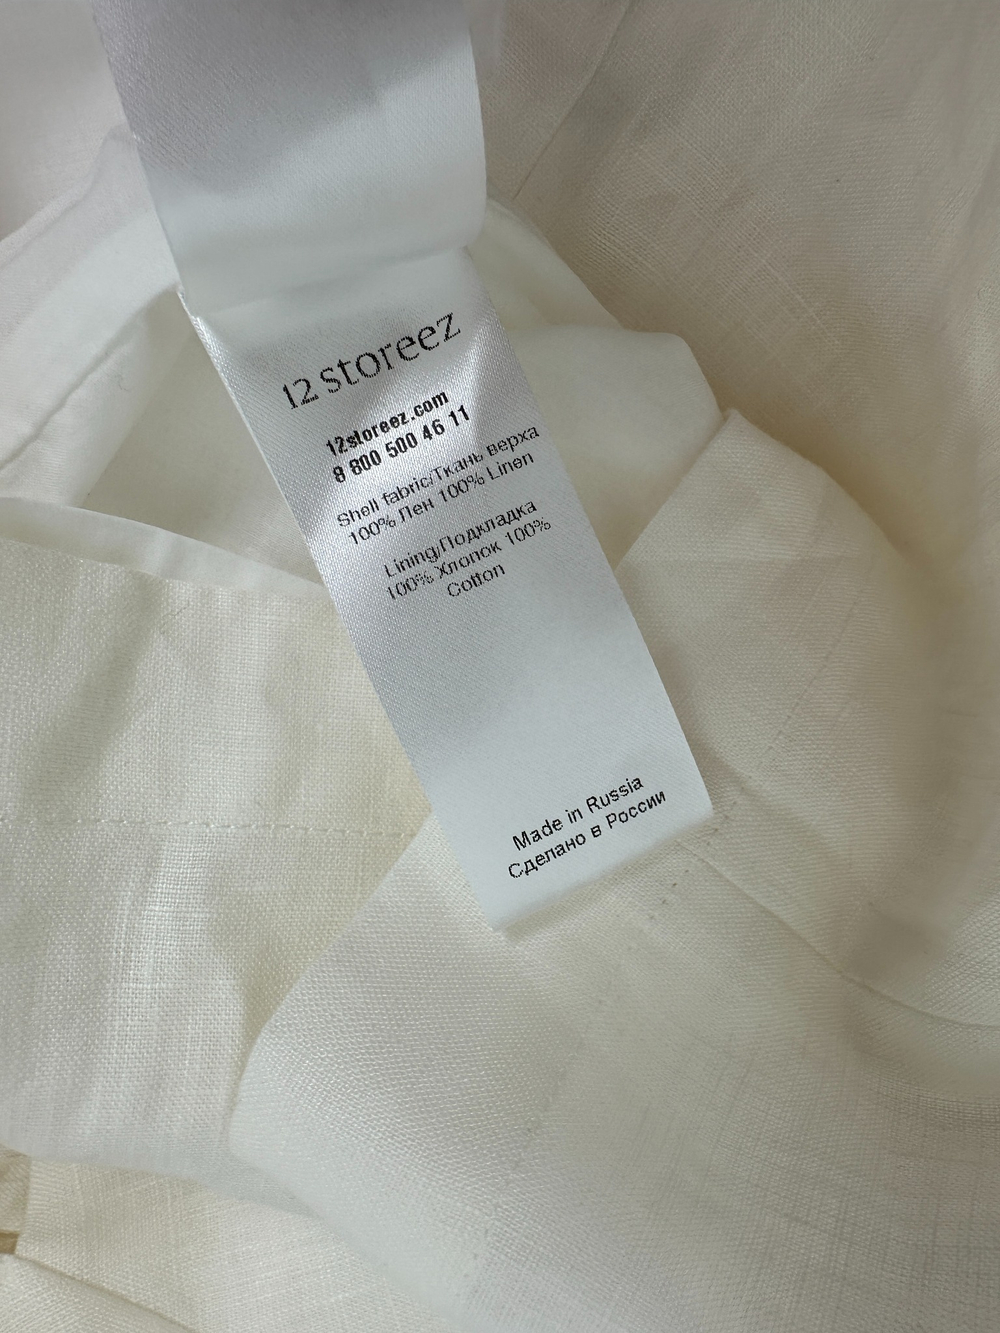 12 storeez
12storeez.com
8 800 500 46 11
Shell fabric/Ткань верха
100% Лен 100% Linen
Lining/Подкладка
100% Хлопок 100%
Cotton
Made in Russia
Сделано в России